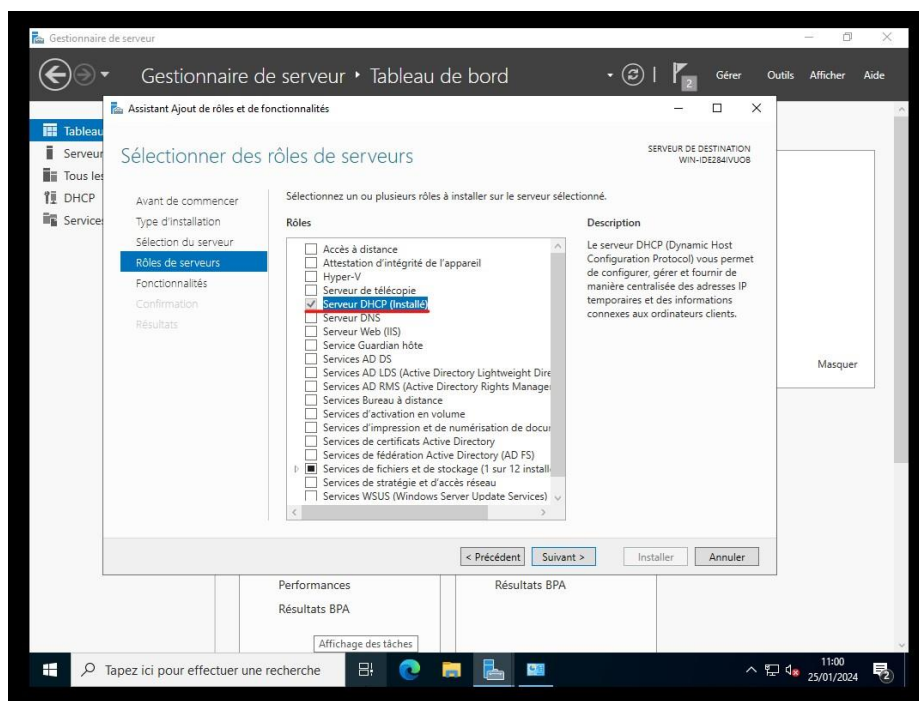 Gestionnaire de serveur
Gestionnaire de serveur • Tableau de bord
2
Gérer Outils Afficher Aide
Assistant Ajout de rôles et de fonctionnalités
Tableau
Serveur
Tous les
DHCP
Services
Sélectionner des rôles de serveurs
SERVEUR DE DESTINATION
WIN-IDE284IVUOB
Avant de commencer
Type d'installation
Sélection du serveur
Rôles de serveurs
Fonctionnalités
Confirmation
Résultats
Sélectionnez un ou plusieurs rôles à installer sur le serveur sélectionné.
Rôles
Accès à distance
Attestation d'intégrité de l'appareil
Hyper-V
Serveur de télécopie
Serveur DHCP (Installé)
Serveur DNS
Serveur Web (IIS)
Service Guardian hôte
Services AD DS
Services AD LDS (Active Directory Lightweight Dire
Services AD RMS (Active Directory Rights Manage
Services Bureau à distance
Services d'activation en volume
Services d'impression et de numérisation de docu
Services de certificats Active Directory
Services de fédération Active Directory (AD FS)
Services de fichiers et de stockage (1 sur 12 install
Services de stratégie et d'accès réseau
Services WSUS (Windows Server Update Services)
Description
Le serveur DHCP (Dynamic Host
Configuration Protocol) vous permet
de configurer, gérer et fournir de
manière centralisée des adresses IP
temporaires et des informations
connexes aux ordinateurs clients.
Masquer
< Précédent Suivant > Installer Annuler
Performances
Résultats BPA
Résultats BPA
Affichage des tâches
Tapez ici pour effectuer une recherche
11:00
25/01/2024
2